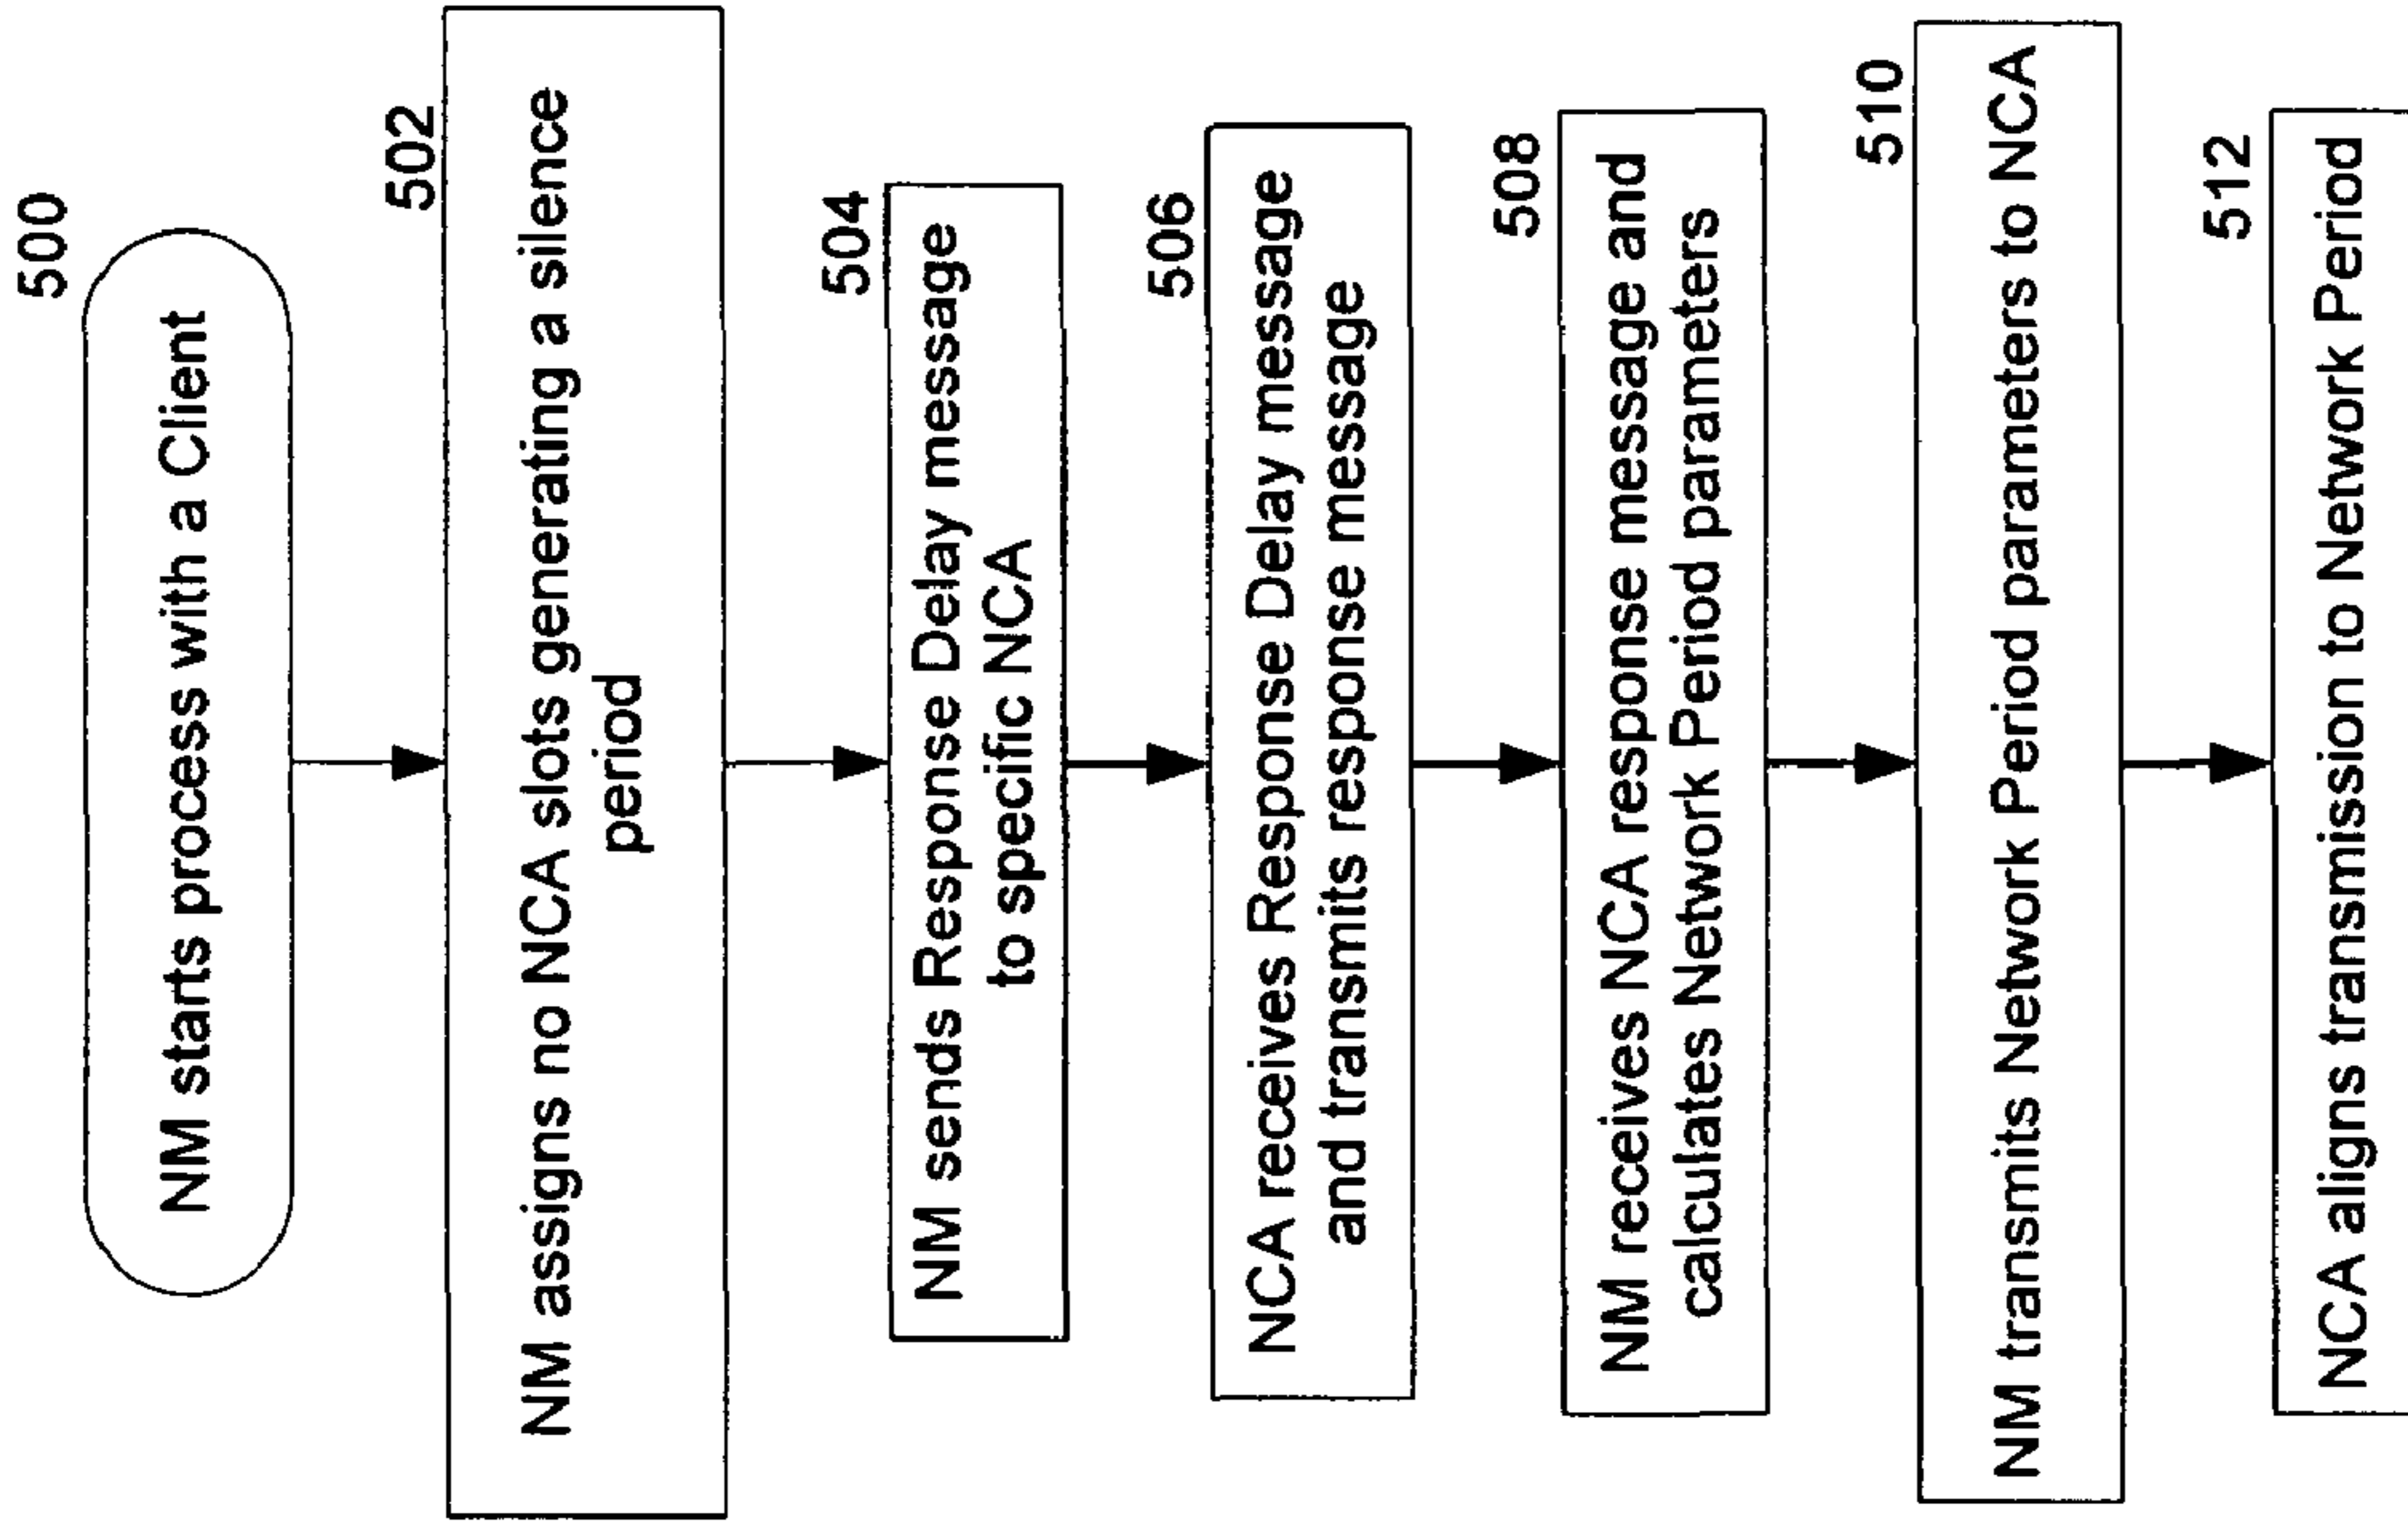 500
NM starts process with a Client
502
NM assigns no NCA slots generating a silence
period
504
NM sends Response Delay message
to specific NCA
506
NCA receives Response Delay message
and transmits response message
508
NM receives NCA response message and
calculates Network Period parameters
510
NM transmits Network Period parameters to NCA
512
NCA aligns transmission to Network Period